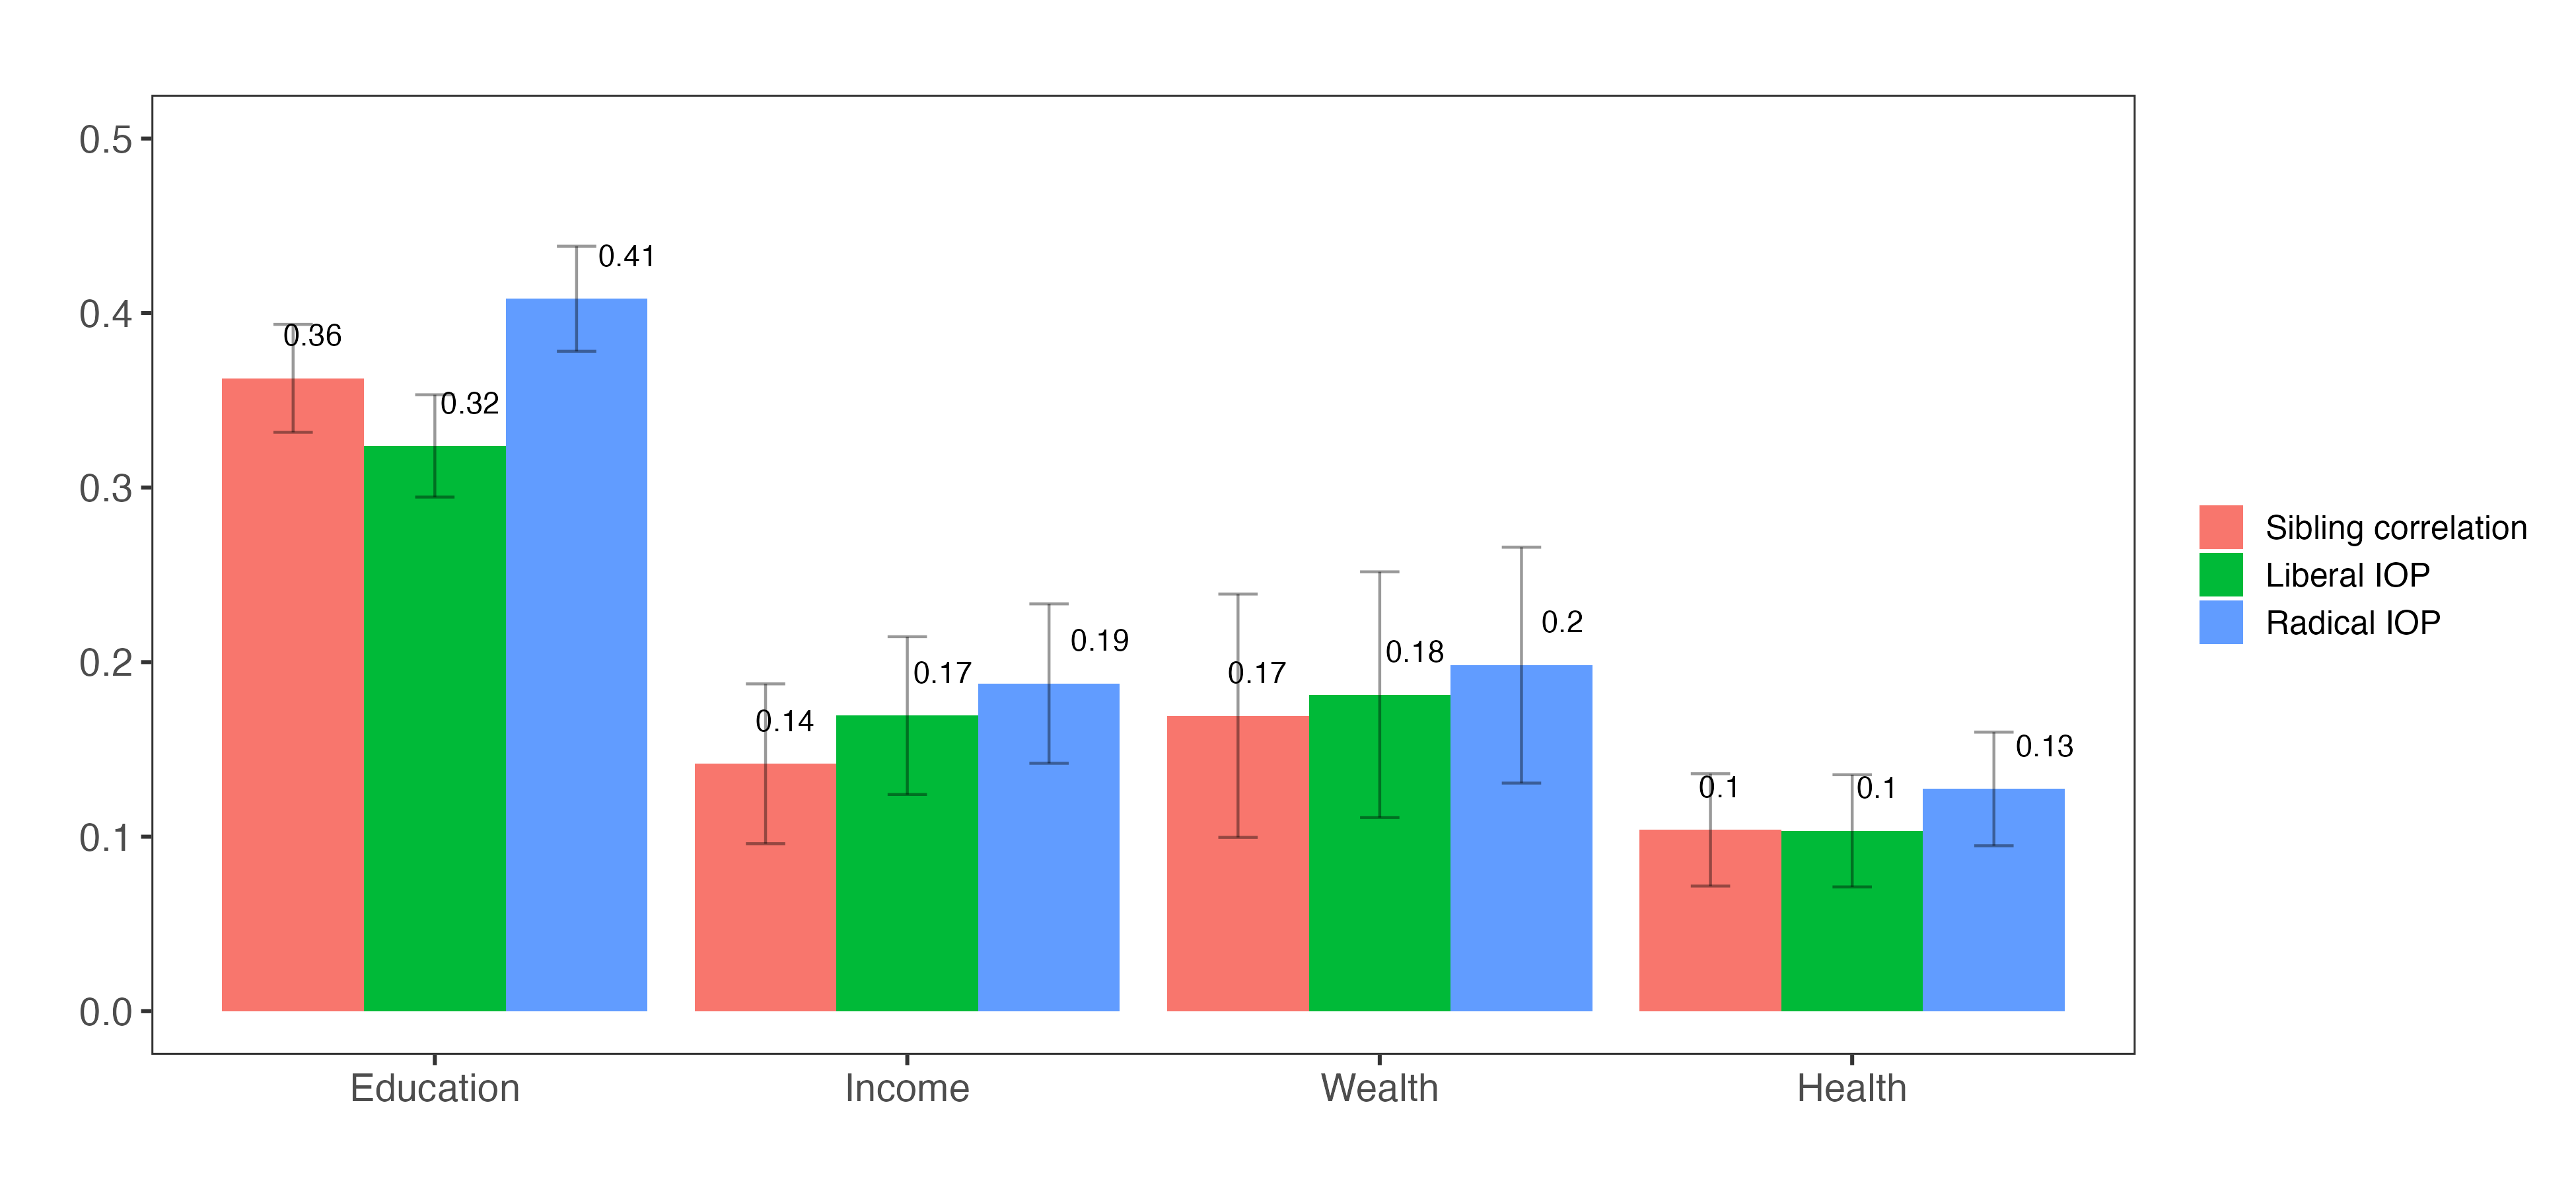 0.5
0.4
0.3
0.2
0.1
0.0
0.36
0.32
0.41
0.14
0.17
0.19
0.17
0.18
0.2
0.1
0.1
0.13
Education
Income
Wealth
Health
Sibling correlation
Liberal IOP
Radical IOP